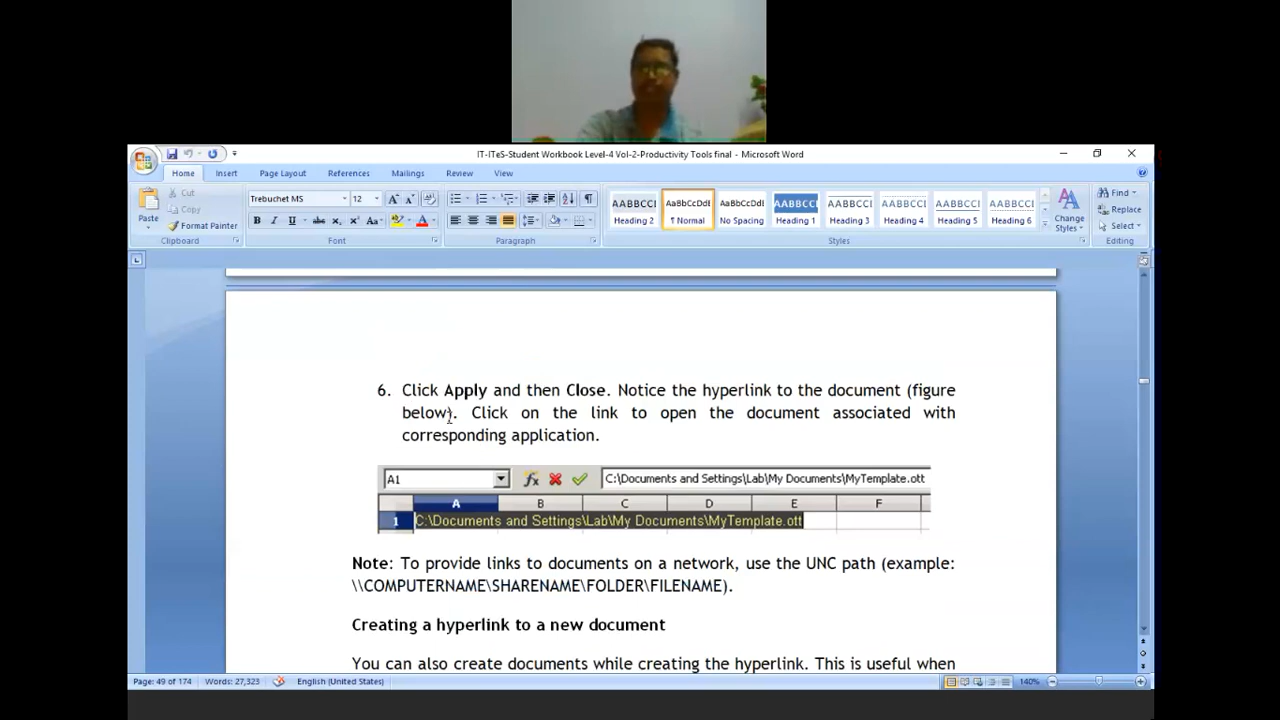 IT-ITeS-Student Workbook Level-4 Vol-2-Productivity Tools final - Microsoft Word
Home Insert Page Layout References Mailings Review View
Cut
Copy
Format Painter
Paste
Clipboard
Trebuchet MS 12
Font
Paragraph
AABBCCI AaBbCcDdE AaBbCcDdI AABBCCI AABBCCI AABBCCI AABBCCI AABBCCI
Heading 2 ¶ Normal No Spacing Heading 1 Heading 3 Heading 4 Heading 5 Heading 6
Change Styles
Styles
Find
Replace
Select
Editing
6. Click Apply and then Close. Notice the hyperlink to the document (figure
below). Click on the link to open the document associated with
corresponding application.
A1 C:\Documents and Settings\Lab\My Documents\MyTemplate.ott
A B C D E F
1 C:\Documents and Settings\Lab\My Documents\MyTemplate.ott
Note: To provide links to documents on a network, use the UNC path (example:
\\COMPUTERNAME\SHARENAME\FOLDER\FILENAME).
Creating a hyperlink to a new document
You can also create documents while creating the hyperlink. This is useful when
Page: 49 of 174 Words: 27,323 English (United States) 140%